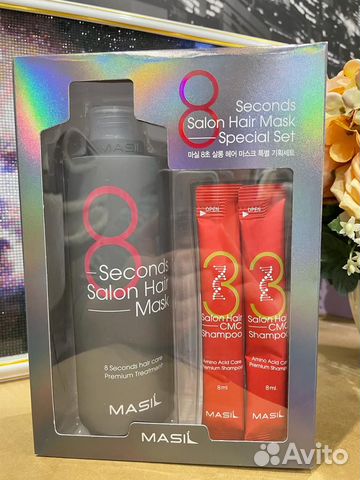 8
Seconds
Salon Hair Mask
Special Set
마실 8초 살롱 헤어 마스크 특별 기획세트
8
Seconds
Salon Hair
Mask
8 Seconds hair care
Premium Treatment
MASIL
OPEN
3
Salon Hair
CMC
Shampoo
Amino Acid Care
Premium Shampoo
8ml
OPEN
3
Salon Hair
CMC
Shampoo
Amino Acid Care
Premium Shampoo
8ml
MASIL
Avito